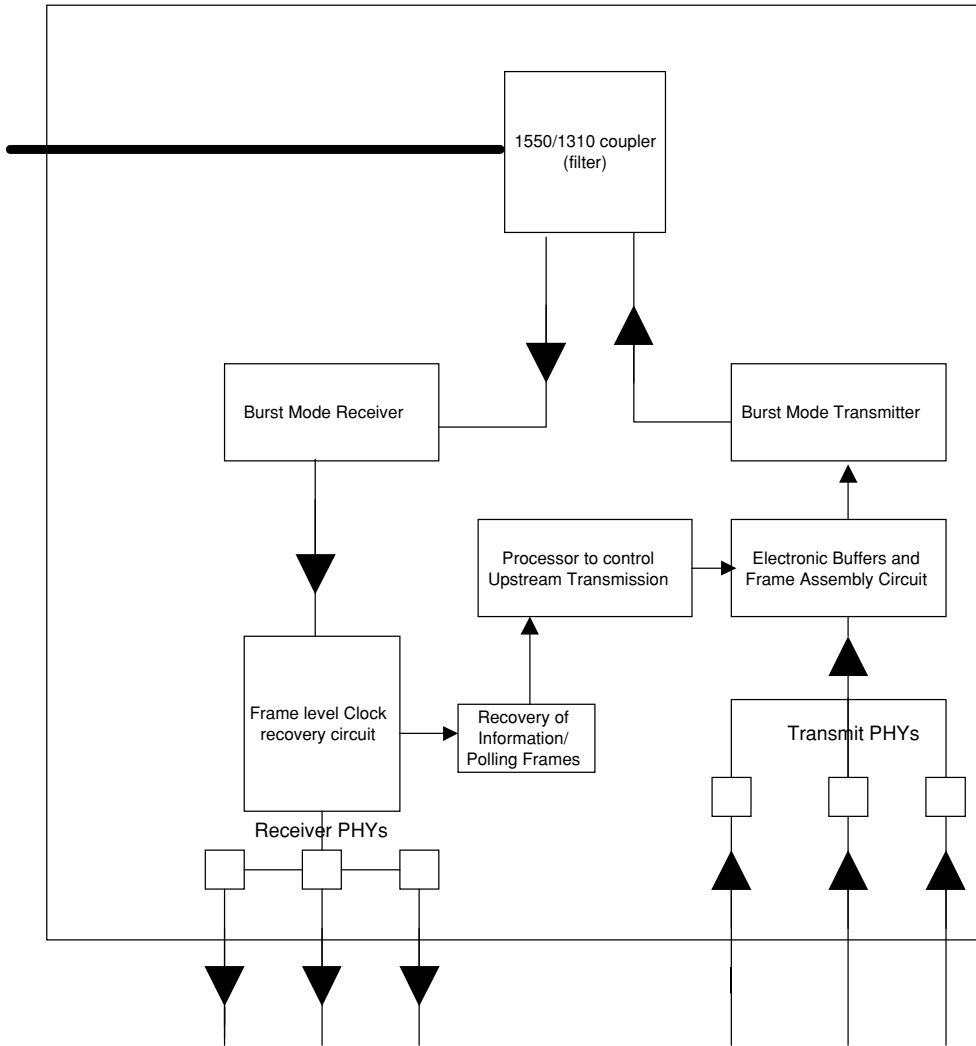 1550/1310 coupler
(filter)
Burst Mode Receiver
Burst Mode Transmitter
Processor to control
Upstream Transmission
Electronic Buffers and
Frame Assembly Circuit
Frame level Clock
recovery circuit
Recovery of
Information/
Polling Frames
Transmit PHYs
Receiver PHYs